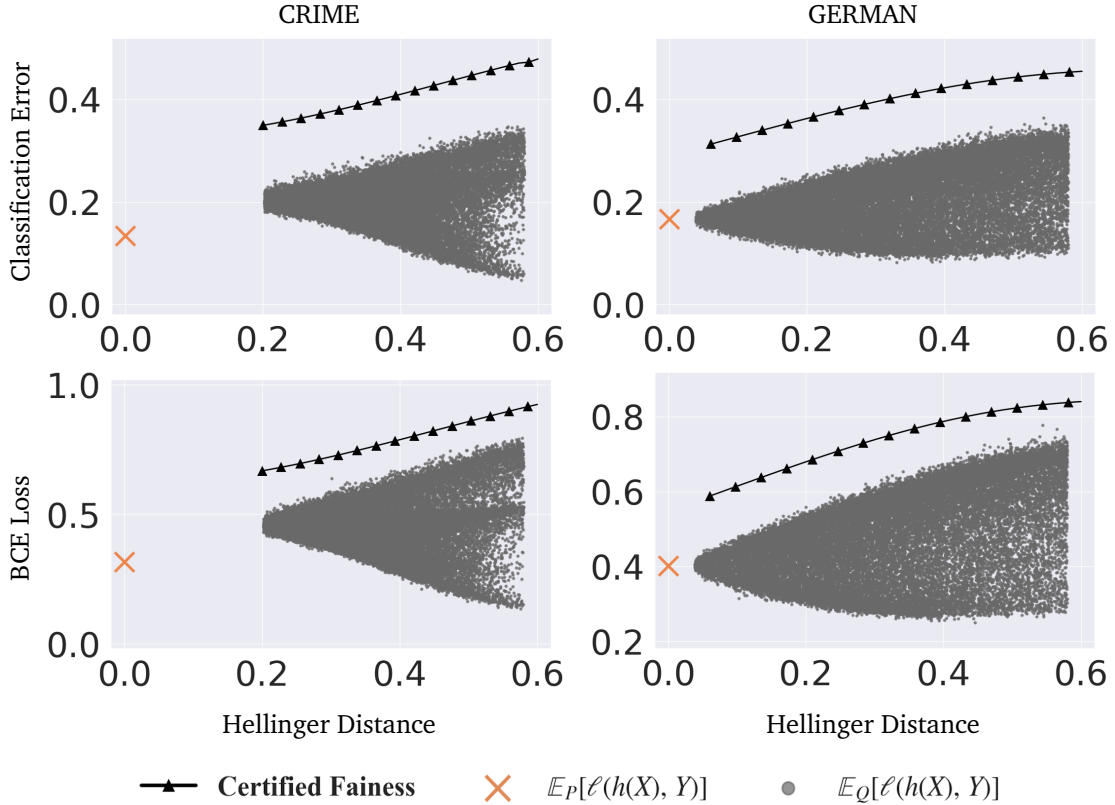 CRIME
GERMAN
Classification Error
0.4
0.2
0.0
0.0 0.2 0.4 0.6
0.4
0.2
0.0
0.0 0.2 0.4 0.6
BCE Loss
1.0
0.5
0.0
0.0 0.2 0.4 0.6
0.8
0.6
0.4
0.2
0.0 0.2 0.4 0.6
Hellinger Distance
Hellinger Distance
Certified Fainess
𝔼P[ℓ(h(X), Y)]
𝔼Q[ℓ(h(X), Y)]